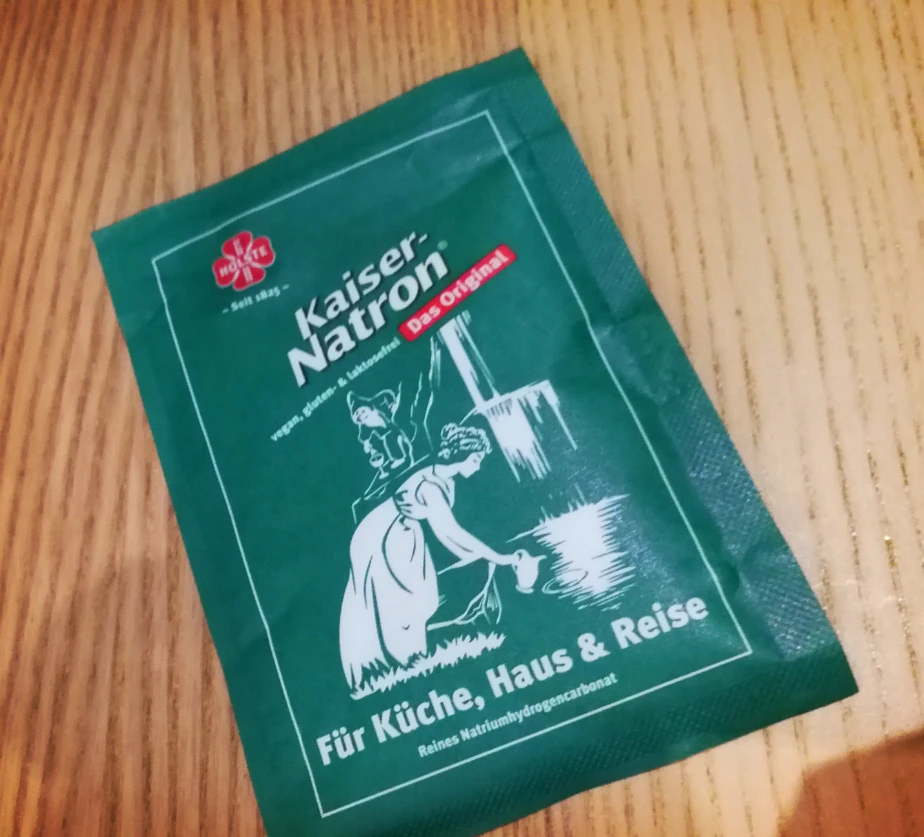 HOLSTE
– Seit 1825 –
Kaiser-
Natron®
Das Original
vegan, gluten- & laktosefrei
Für Küche, Haus & Reise
Reines Natriumhydrogencarbonat